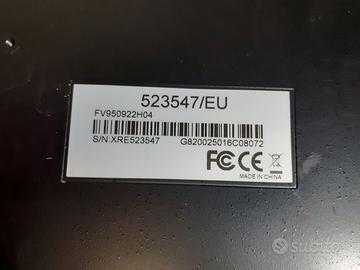 523547/EU
FV950922H04
S/N:XRE523547 G820025016C08072
FC CE
MADE IN CHINA
subito